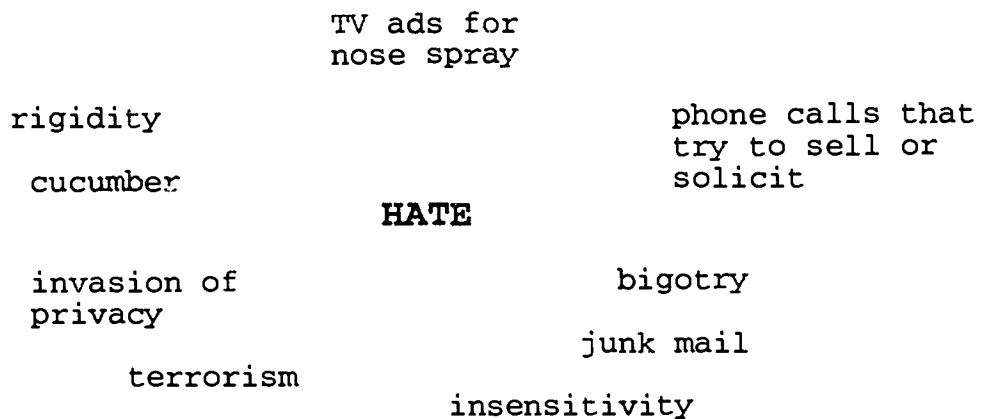 TV ads for
nose spray
rigidity
phone calls that
try to sell or
solicit
cucumber
HATE
invasion of
privacy
bigotry
junk mail
terrorism
insensitivity